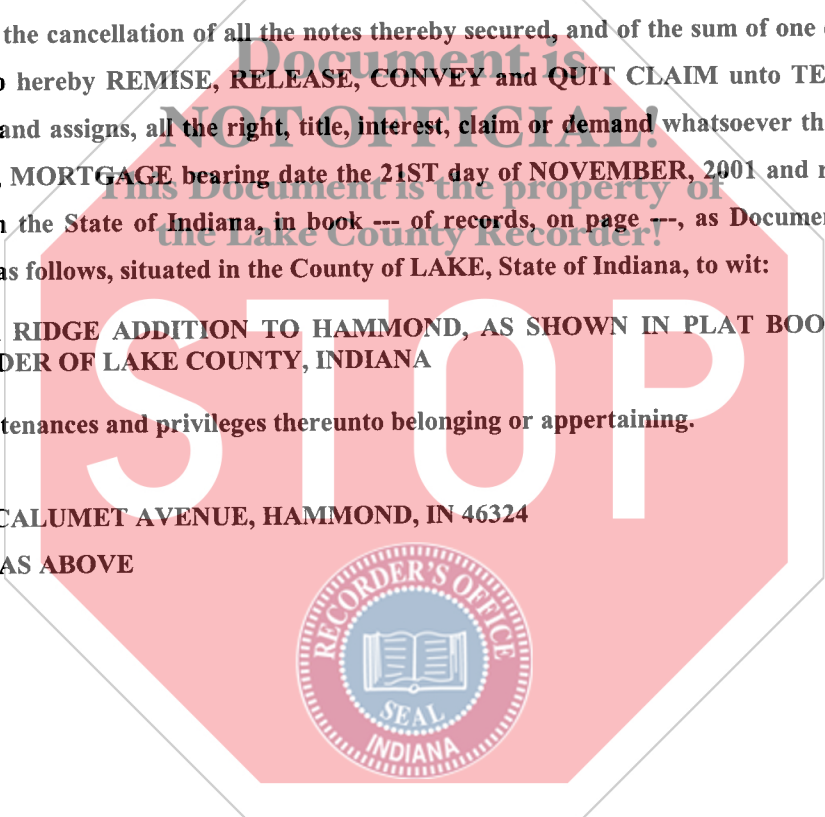 the cancellation of all the notes thereby secured, and of the sum of one
hereby REMISE, RELEASE, CONVEY and QUIT CLAIM unto TE
and assigns, all the right, title, interest, claim or demand whatsoever th
MORTGAGE bearing date the 21ST day of NOVEMBER, 2001 and r
the State of Indiana, in book --- of records, on page ---, as Documen
as follows, situated in the County of LAKE, State of Indiana, to wit:
RIDGE ADDITION TO HAMMOND, AS SHOWN IN PLAT BOO
DER OF LAKE COUNTY, INDIANA
tenances and privileges thereunto belonging or appertaining.
CALUMET AVENUE, HAMMOND, IN 46324
AS ABOVE
Document is
NOT OFFICIAL!
This Document is the property of
the Lake County Recorder!
STOP
RECORDER'S OFFICE
SEAL
INDIANA